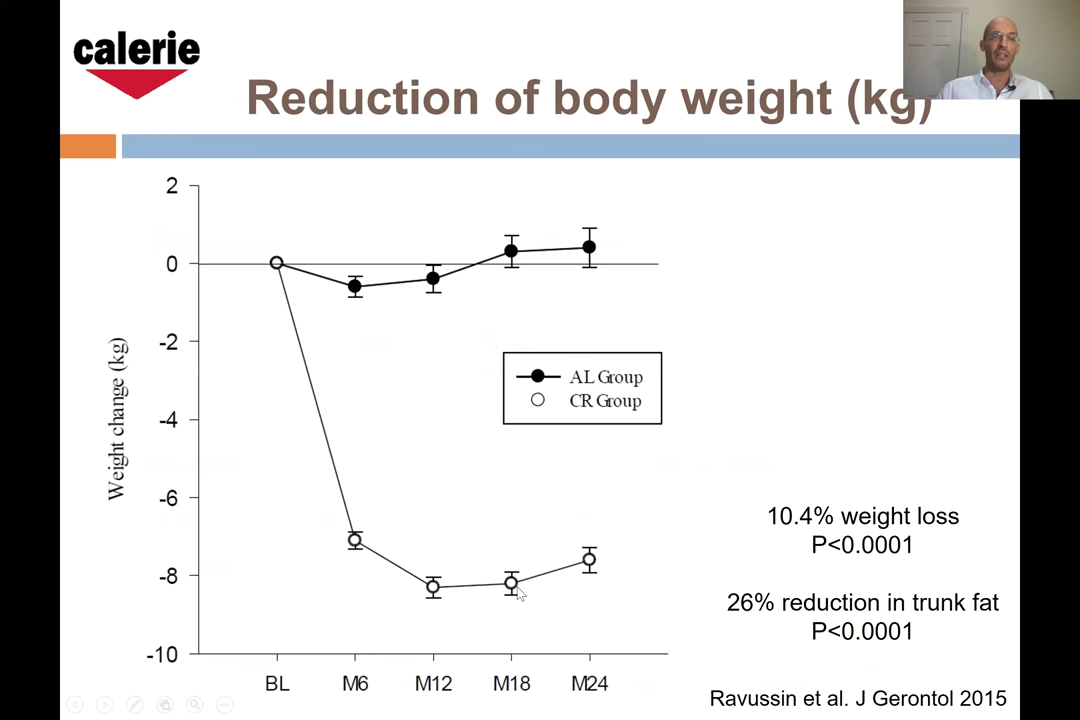 calerie
Reduction of body weight (kg)
2
0
-2
-4
-6
-8
-10
Weight change (kg)
AL Group
CR Group
BL M6 M12 M18 M24
10.4% weight loss
P<0.0001
26% reduction in trunk fat
P<0.0001
Ravussin et al. J Gerontol 2015